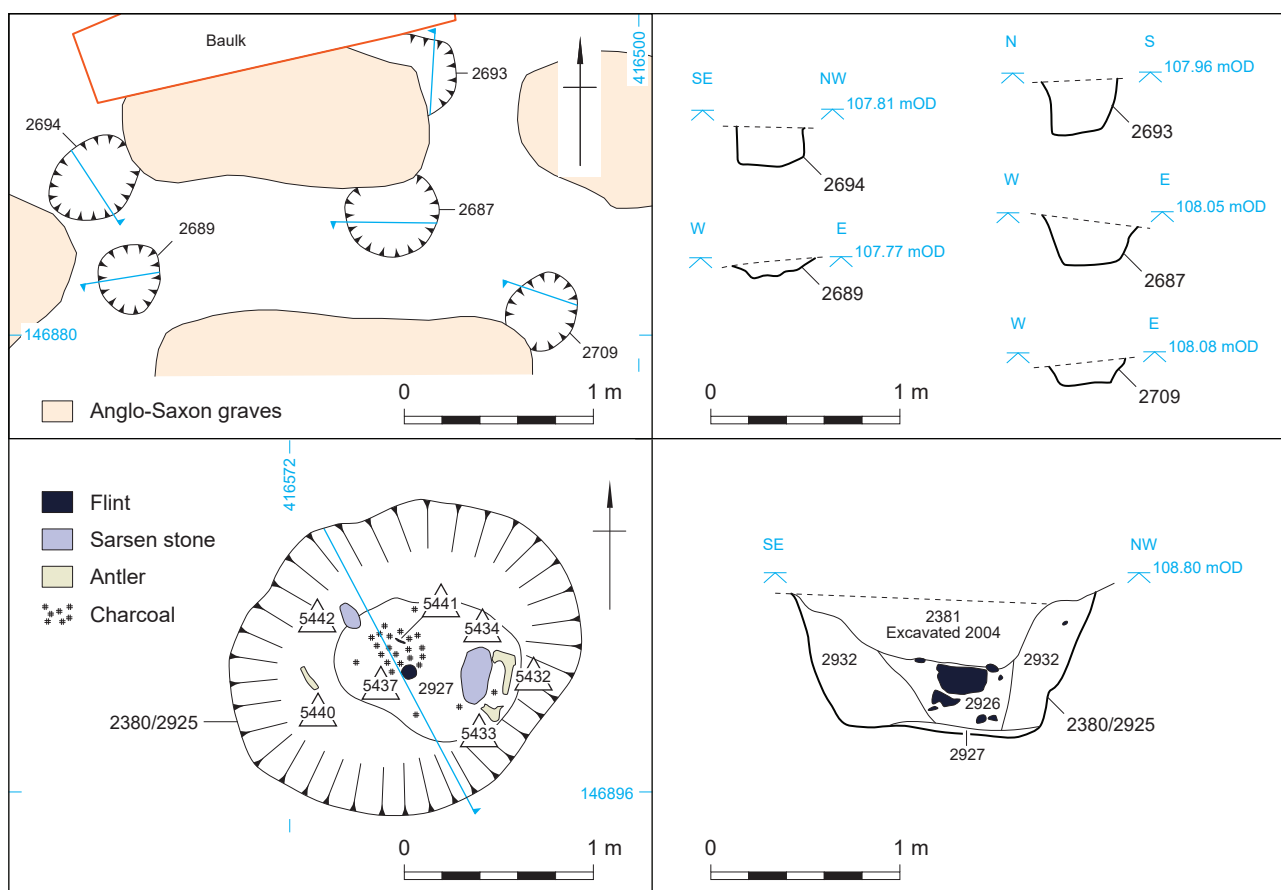 Baulk
2693
416500
2694
2687
2689
146880
2709
0 1 m
Anglo-Saxon graves
N S
107.96 mOD
SE NW
107.81 mOD
2693
2694
W E
108.05 mOD
W E
107.77 mOD
2687
2689
W E
108.08 mOD
0 1 m
2709
416572
Flint
Sarsen stone
Antler
Charcoal
5441
5442
5434
5432
5437
2927
5440
5433
2380/2925
146896
0 1 m
SE NW
108.80 mOD
2381
Excavated 2004
2932 2932
2926
2380/2925
2927
0 1 m